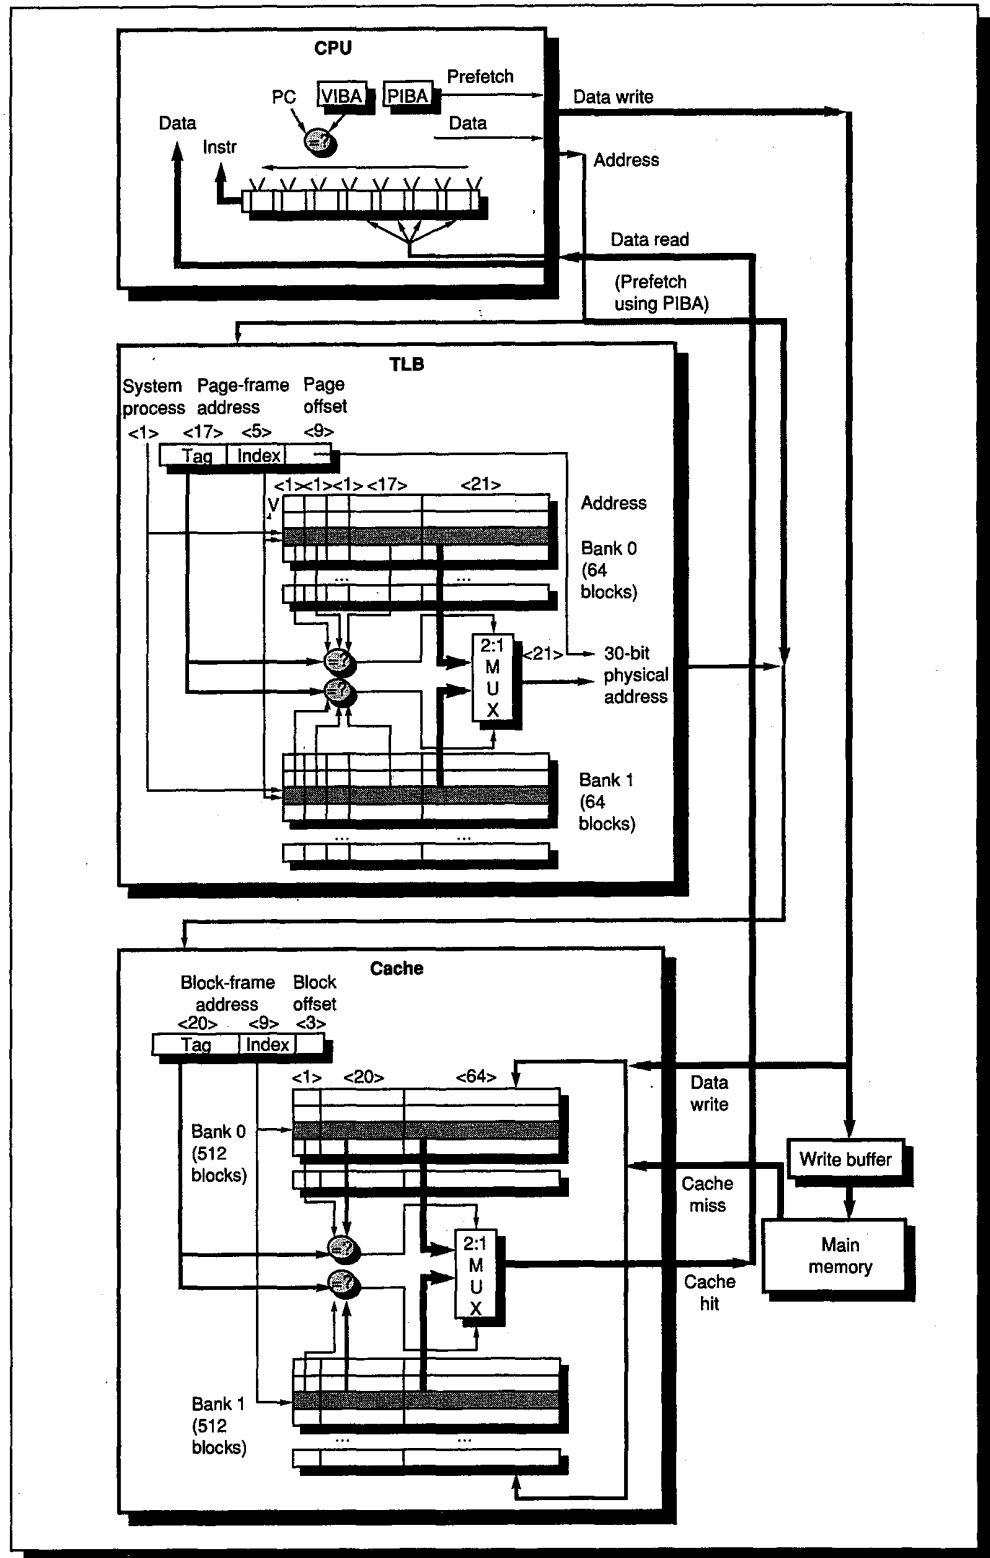 CPU
PC
VIBA
PIBA
Prefetch
Data
Instr
=?
Data
Data write
Address
Data read
(Prefetch
using PIBA)
TLB
System
process
Page-frame
address
Page
offset
<1>
<17>
<5>
<9>
Tag
Index
V
<1>
<1>
<1>
<17>
<21>
Address
Bank 0
(64
blocks)
...
...
=?
=?
2:1
M
U
X
<21>
30-bit
physical
address
Bank 1
(64
blocks)
...
...
Cache
Block-frame
address
Block
offset
<20>
<9>
<3>
Tag
Index
<1>
<20>
<64>
Bank 0
(512
blocks)
=?
=?
2:1
M
U
X
Bank 1
(512
blocks)
...
...
Data
write
Cache
miss
Cache
hit
Write buffer
Main
memory